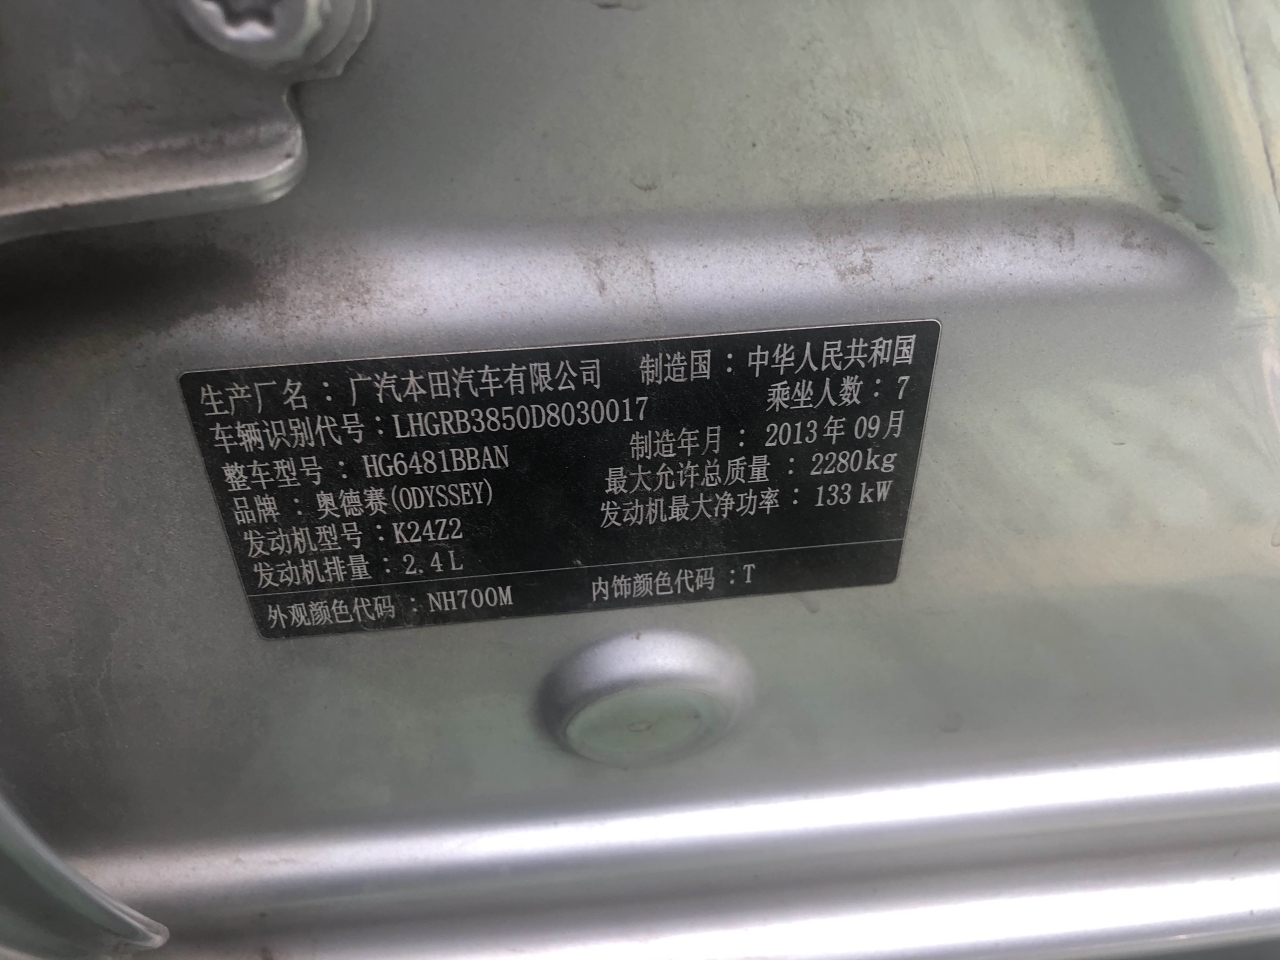 生产厂名：广汽本田汽车有限公司 制造国：中华人民共和国
车辆识别代号：LHGRB3850D8030017 乘坐人数：7
整车型号：HG6481BBAN 制造年月：2013年09月
品牌：奥德赛(ODYSSEY) 最大允许总质量：2280kg
发动机型号：K24Z2 发动机最大净功率：133kW
发动机排量：2.4L
外观颜色代码：NH700M 内饰颜色代码：T